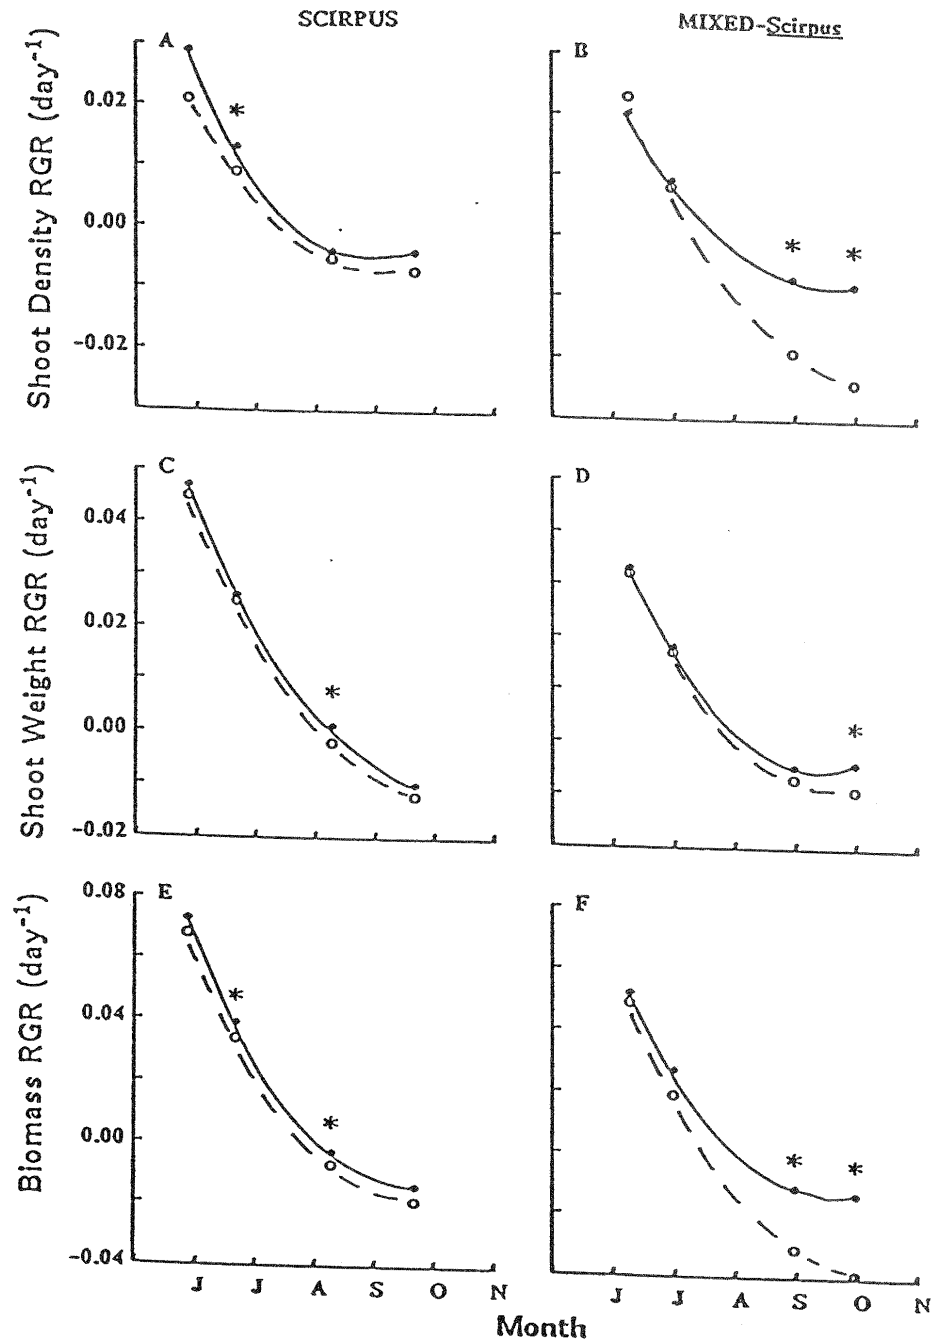 SCIRPUS
MIXED-Scirpus
Shoot Density RGR (day⁻¹)
A
B
0.02
*
0.00
*
*
-0.02
Shoot Weight RGR (day⁻¹)
C
D
0.04
0.02
*
0.00
*
-0.02
Biomass RGR (day⁻¹)
0.08
E
F
*
0.04
*
0.00
*
*
-0.04
J J A S O N
J J A S O N
Month